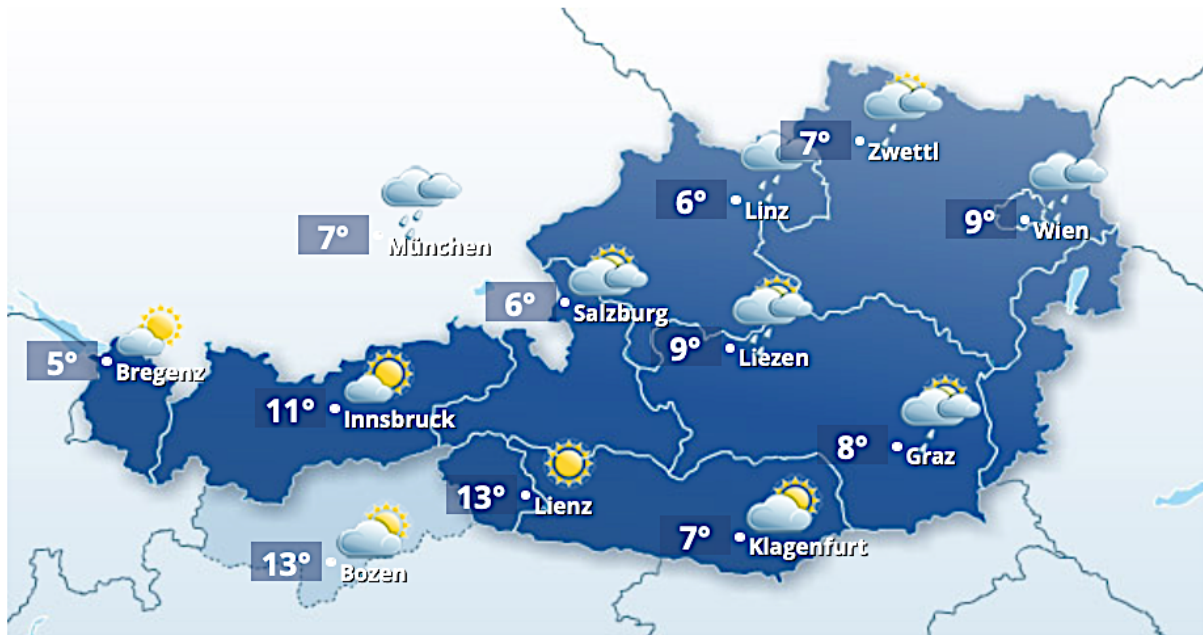 7°
Zwettl
6°
Linz
9°
Wien
7°
München
6°
Salzburg
9°
Liezen
5°
Bregenz
11°
Innsbruck
8°
Graz
13°
Lienz
7°
Klagenfurt
13°
Bozen